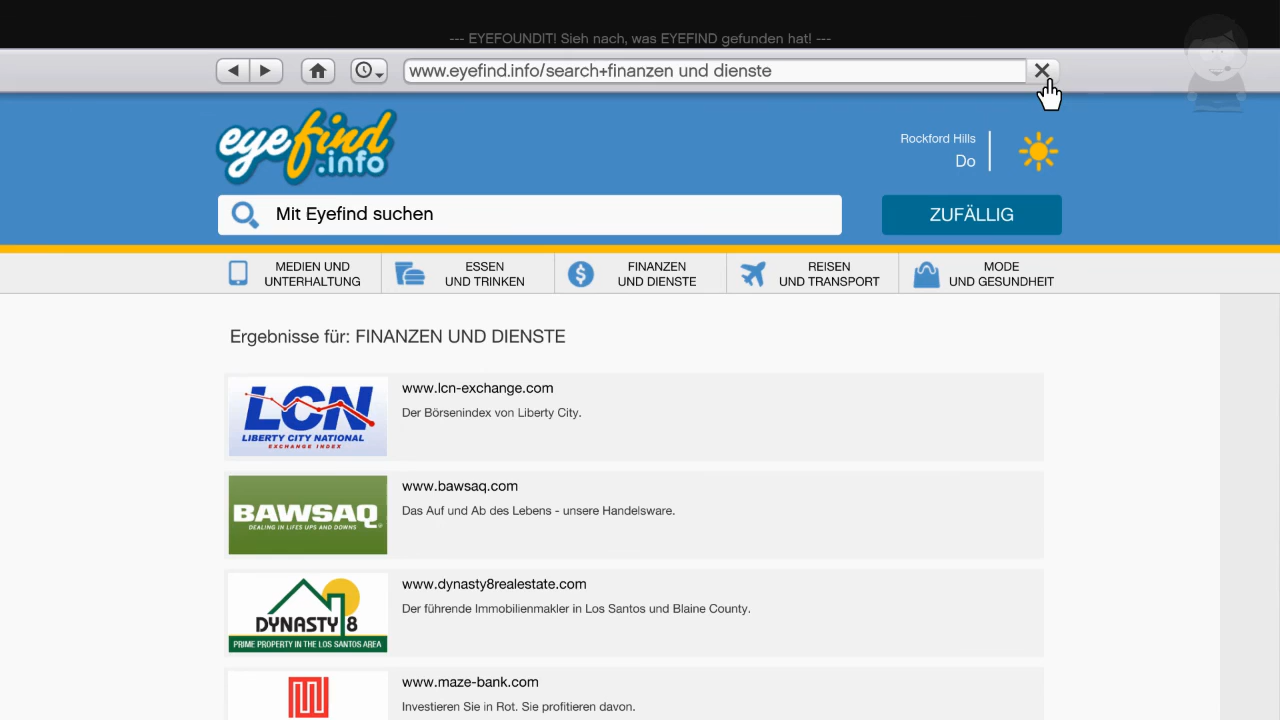 --- EYEFOUNDIT! Sieh nach, was EYEFIND gefunden hat! ---
www.eyefind.info/search+finanzen und dienste
eyefind
.info
Rockford Hills
Do
Mit Eyefind suchen
ZUFÄLLIG
MEDIEN UND
UNTERHALTUNG
ESSEN
UND TRINKEN
FINANZEN
UND DIENSTE
REISEN
UND TRANSPORT
MODE
UND GESUNDHEIT
Ergebnisse für: FINANZEN UND DIENSTE
LCN
LIBERTY CITY NATIONAL
EXCHANGE INDEX
www.lcn-exchange.com
Der Börsenindex von Liberty City.
BAWSAQ
DEALING IN LIFES UPS AND DOWNS
www.bawsaq.com
Das Auf und Ab des Lebens - unsere Handelsware.
DYNASTY 8
PRIME PROPERTY IN THE LOS SANTOS AREA
www.dynasty8realestate.com
Der führende Immobilienmakler in Los Santos und Blaine County.
www.maze-bank.com
Investieren Sie in Rot. Sie profitieren davon.